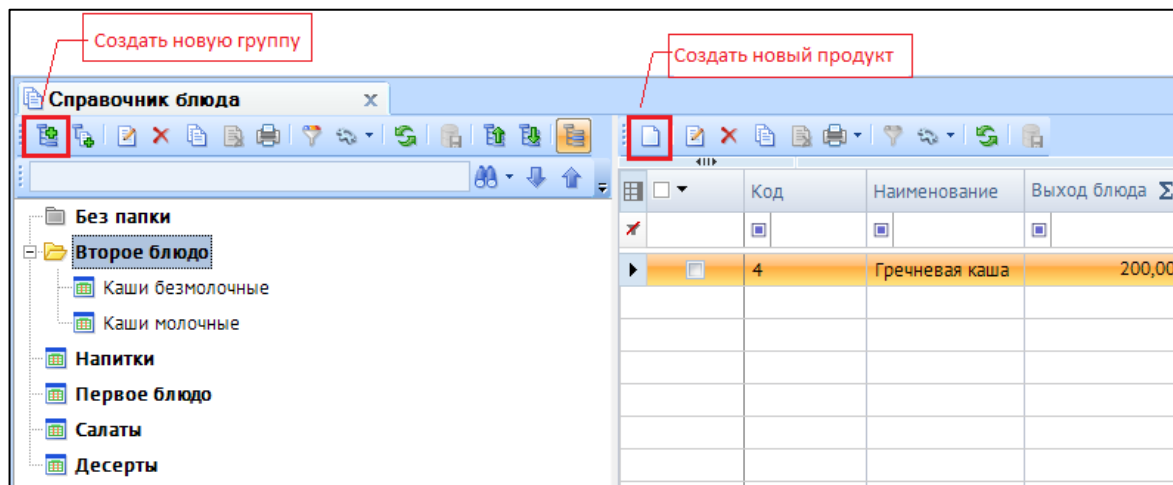 Создать новую группу
Создать новый продукт
Справочник блюда
Код
Наименование
Выход блюда Σ
Без папки
Второе блюдо
4
Гречневая каша
200,00
Каши безмолочные
Каши молочные
Напитки
Первое блюдо
Салаты
Десерты